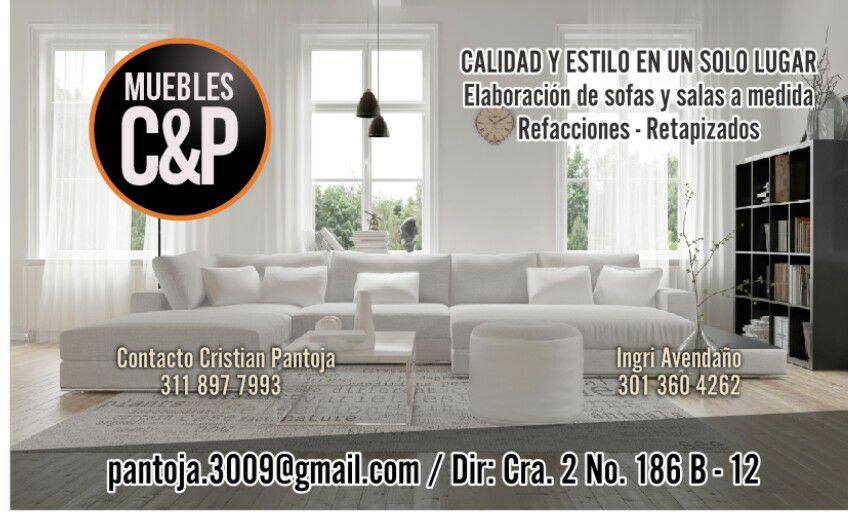 MUEBLES
C&P
CALIDAD Y ESTILO EN UN SOLO LUGAR
Elaboración de sofas y salas a medida
Refacciones - Retapizados
Contacto Cristian Pantoja
311 897 7993
Ingri Avendaño
301 360 4262
pantoja.3009@gmail.com / Dir: Cra. 2 No. 186 B - 12